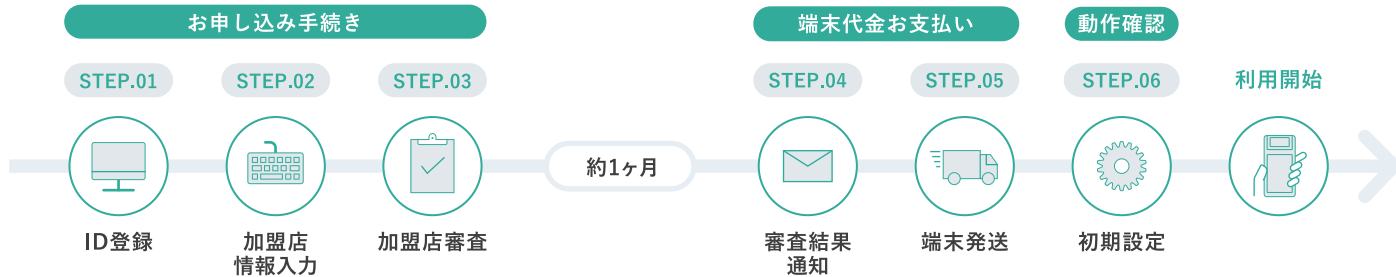 お申し込み手続き
端末代金お支払い
動作確認
STEP.01
STEP.02
STEP.03
STEP.04
STEP.05
STEP.06
利用開始
約1ヶ月
ID登録
加盟店
情報入力
加盟店審査
審査結果
通知
端末発送
初期設定